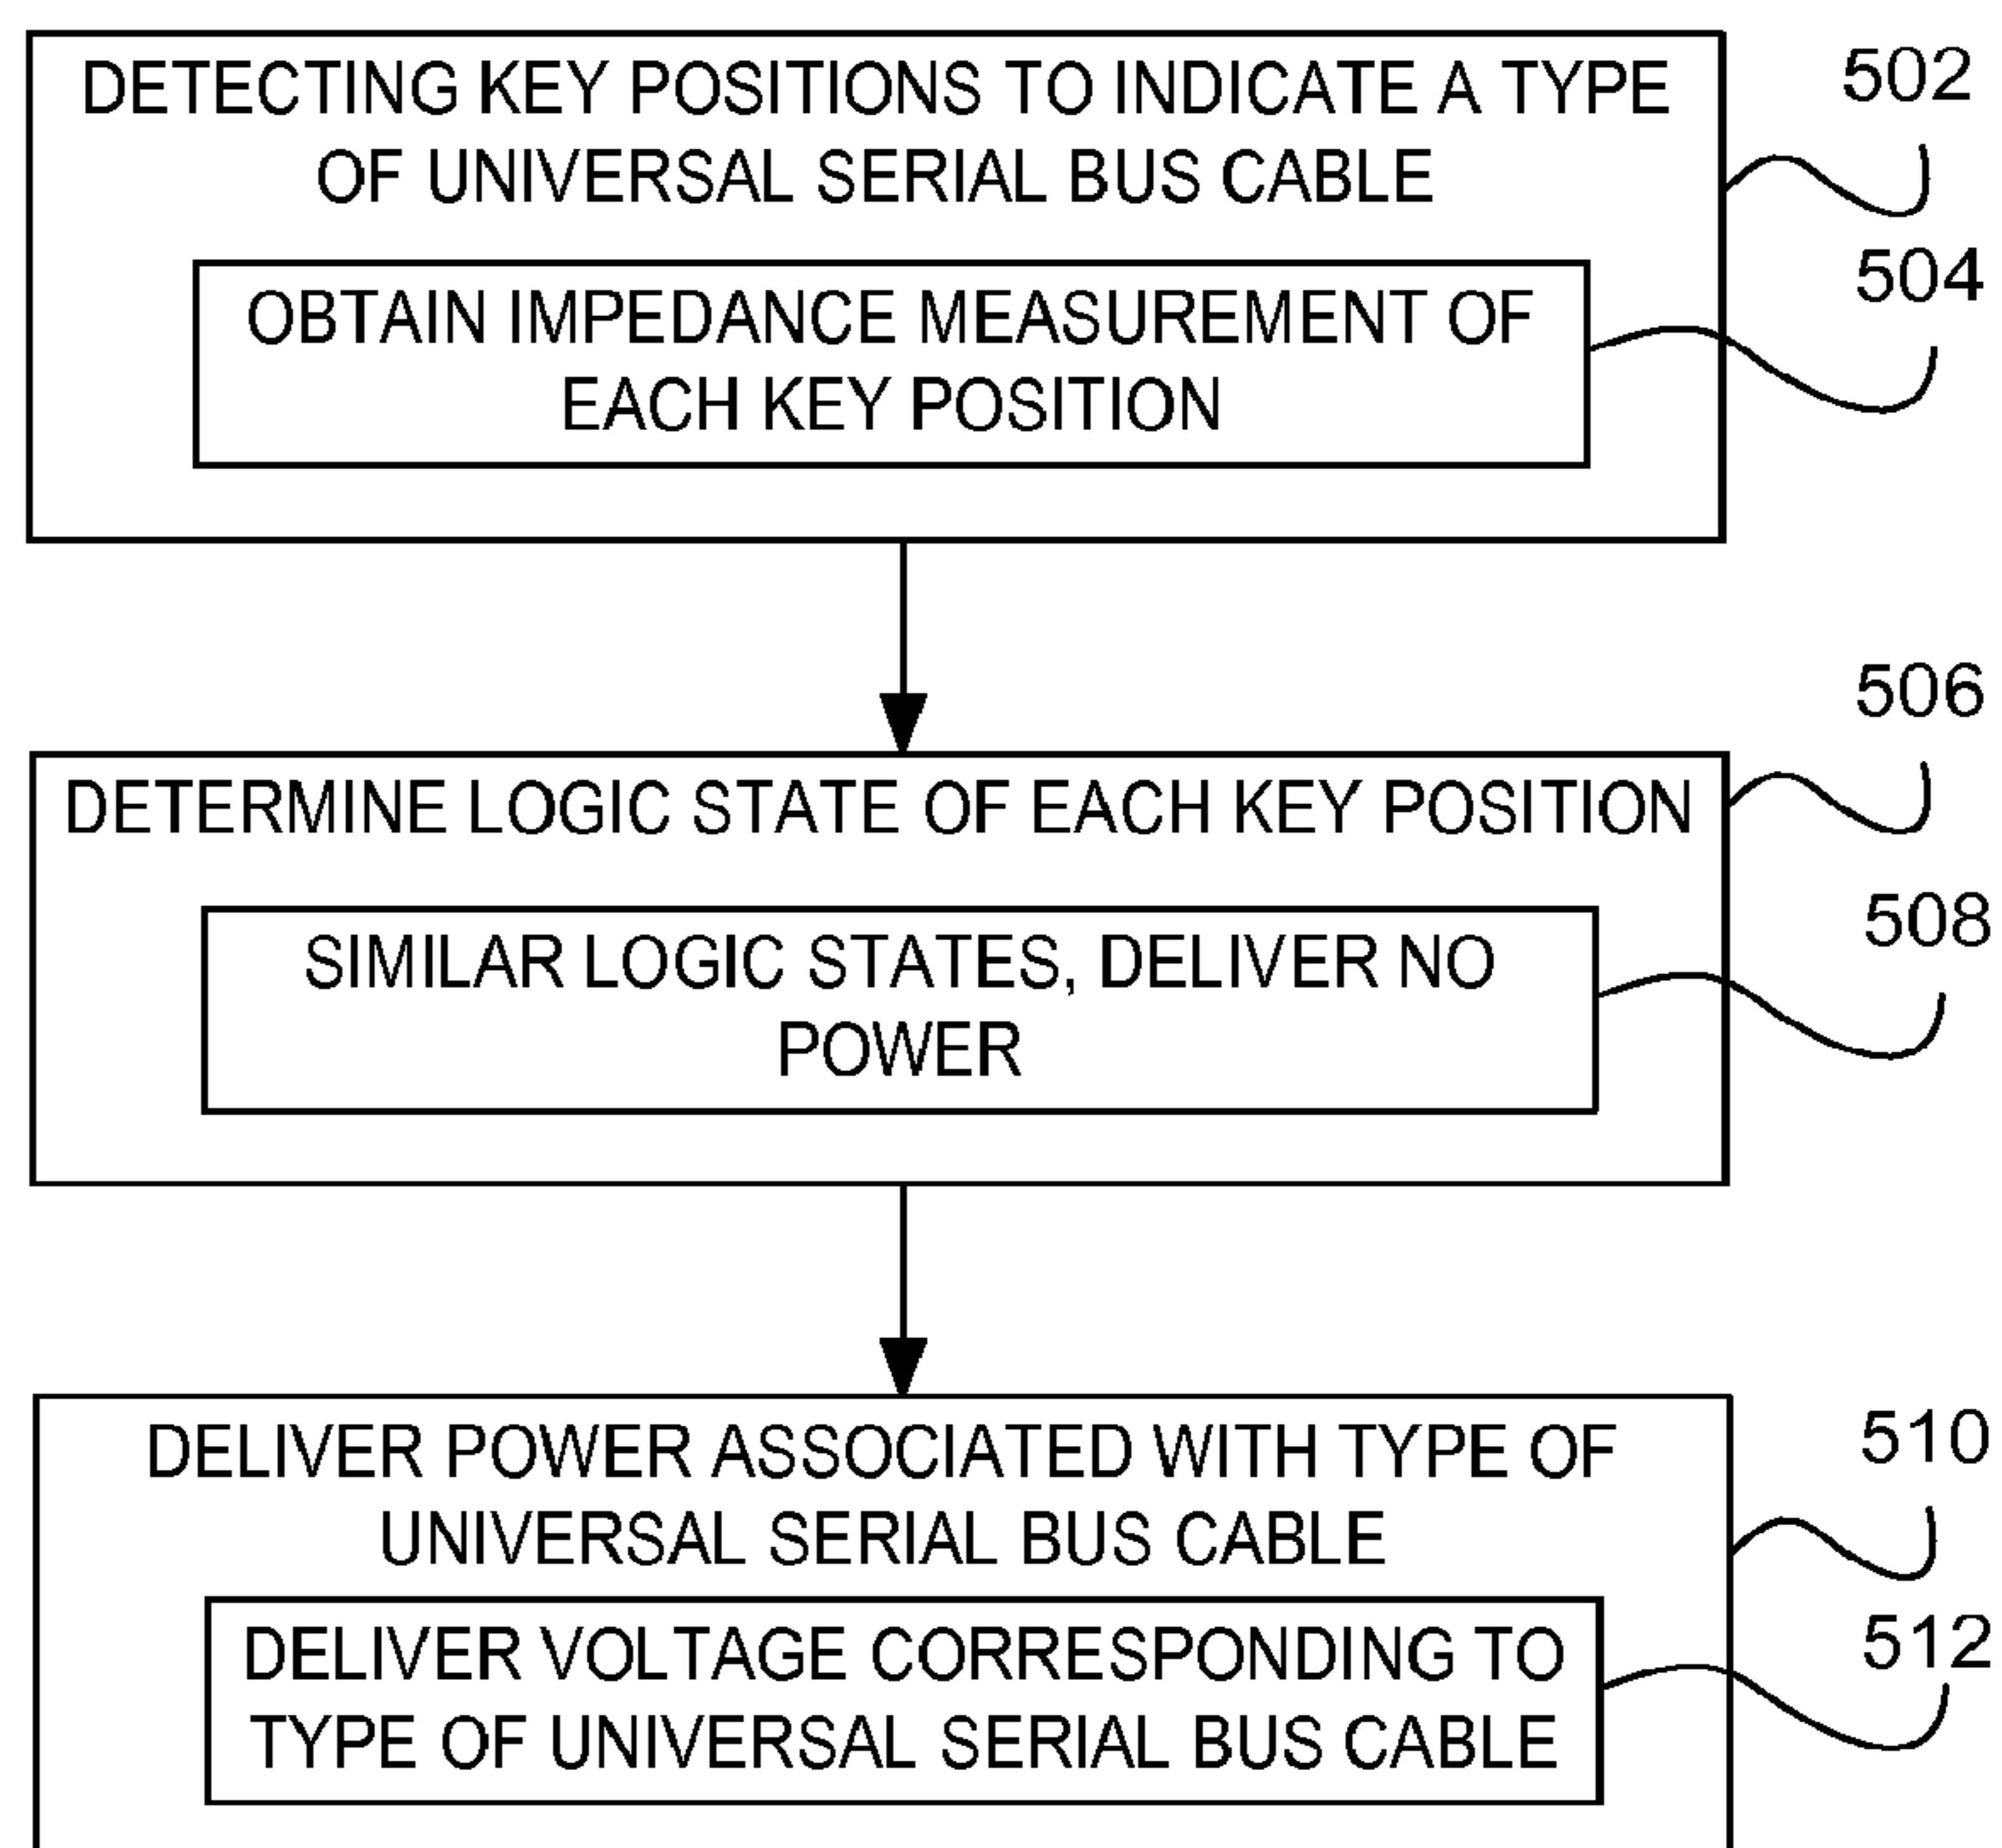 DETECTING KEY POSITIONS TO INDICATE A TYPE
OF UNIVERSAL SERIAL BUS CABLE
502
OBTAIN IMPEDANCE MEASUREMENT OF
EACH KEY POSITION
504
DETERMINE LOGIC STATE OF EACH KEY POSITION
506
SIMILAR LOGIC STATES, DELIVER NO
POWER
508
DELIVER POWER ASSOCIATED WITH TYPE OF
UNIVERSAL SERIAL BUS CABLE
510
DELIVER VOLTAGE CORRESPONDING TO
TYPE OF UNIVERSAL SERIAL BUS CABLE
512